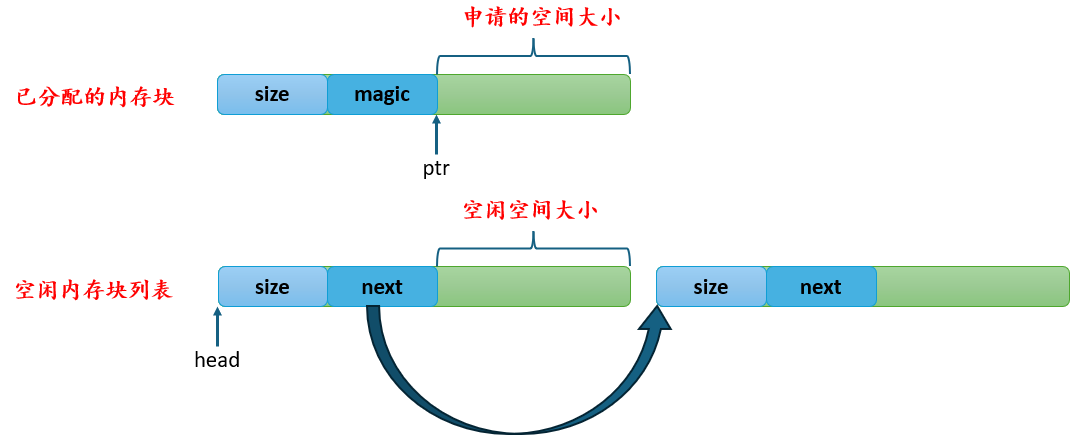 申请的空间大小
已分配的内存块
size
magic
ptr
空闲空间大小
空闲内存块列表
size
next
size
next
head